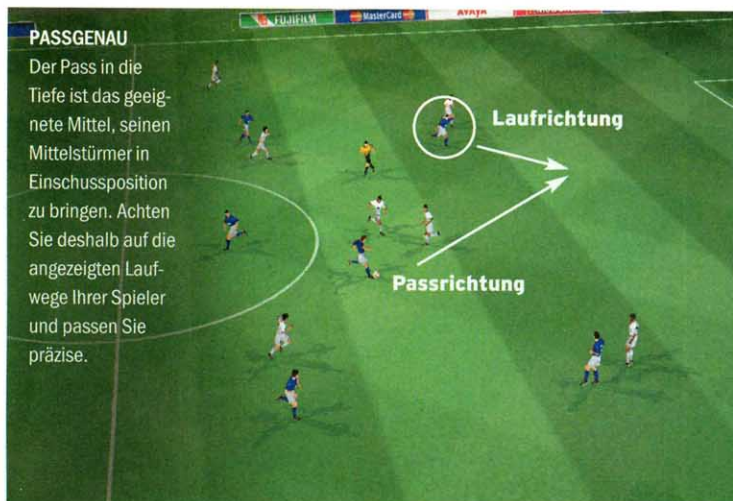 FUJIFILM
MasterCard
AVAYA
PASSGENAU
Der Pass in die
Tiefe ist das geeig-
nete Mittel, seinen
Mittelstürmer in
Einschussposition
zu bringen. Achten
Sie deshalb auf die
angezeigten Lauf-
wege Ihrer Spieler
und passen Sie
präzise.
Laufrichtung
Passrichtung